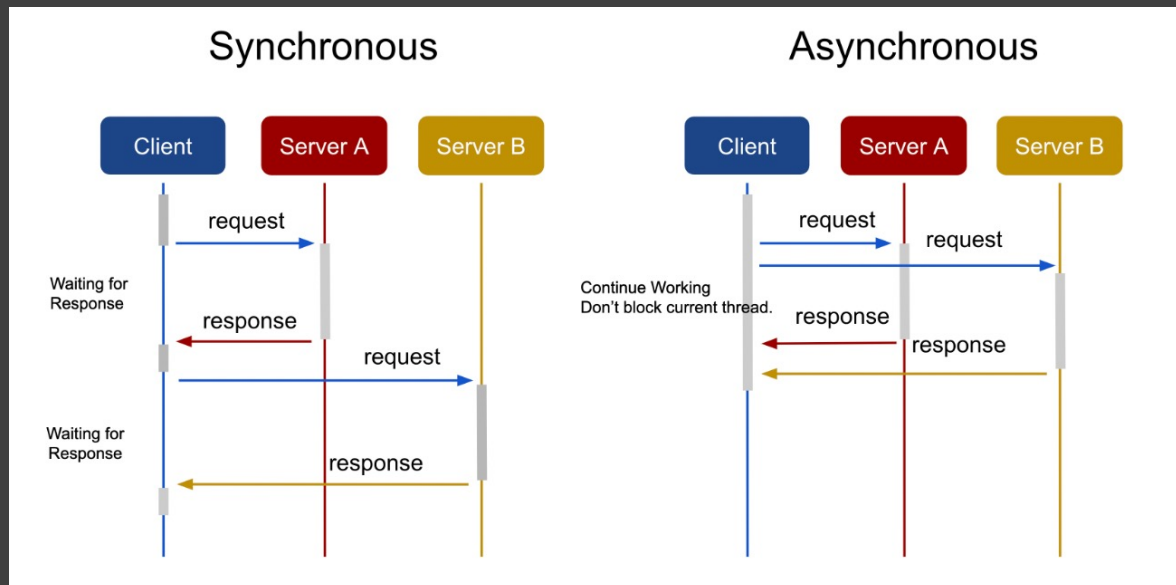 Synchronous
Client
Server A
Server B
request
Waiting for
Response
response
request
Waiting for
Response
response
Asynchronous
Client
Server A
Server B
request
request
Continue Working
Don't block current thread.
response
response